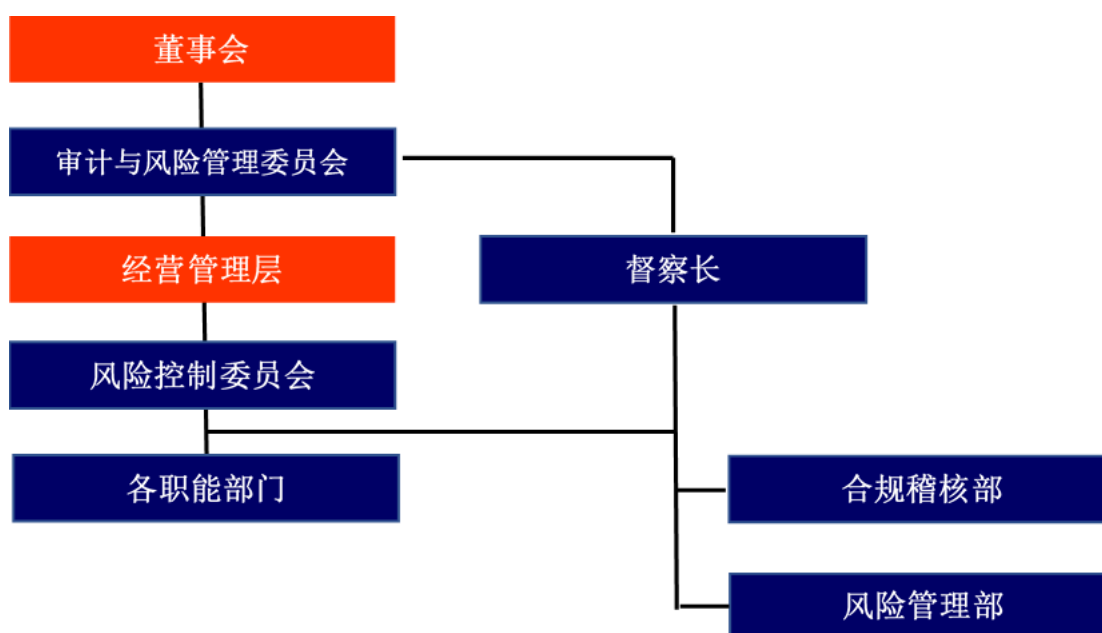 董事会
审计与风险管理委员会
经营管理层
督察长
风险控制委员会
各职能部门
合规稽核部
风险管理部